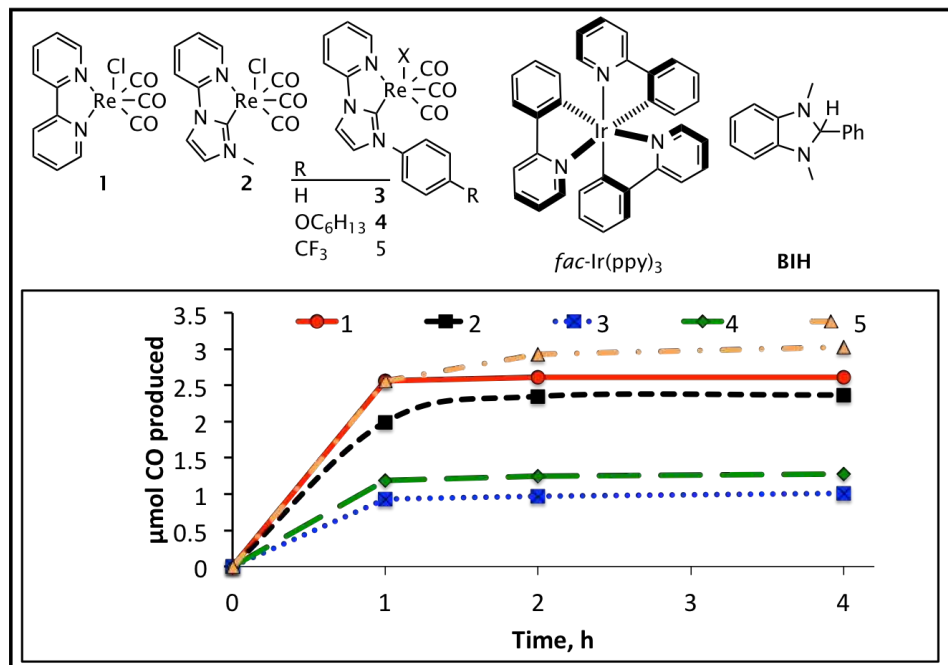 N
Cl
CO
Re
CO
N
CO
1
N
Cl
CO
Re
CO
N
CO
N
2
N
X
CO
Re
CO
N
CO
N
R
R
H 3
OC6H13 4
CF3 5
N
Ir
N
N
fac-Ir(ppy)3
N
H
Ph
N
BIH
1 2 3 4 5
µmol CO produced
3.5
3
2.5
2
1.5
1
0.5
0
0 1 2 3 4
Time, h